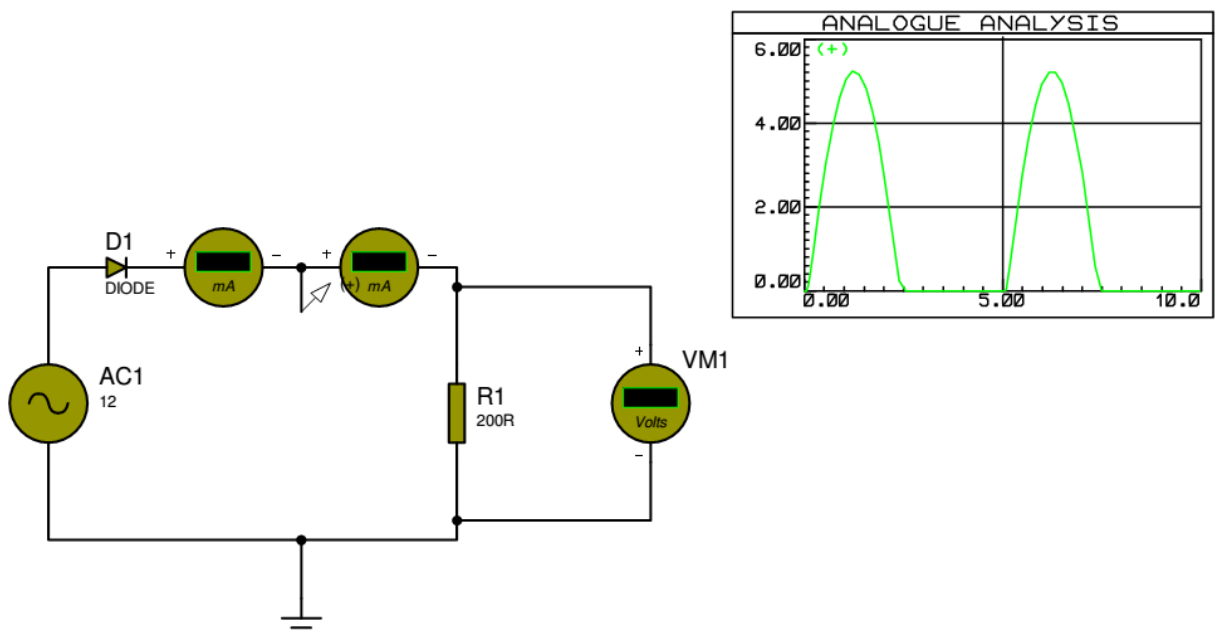 ANALOGUE ANALYSIS
6.00
(+)
4.00
2.00
0.00
0.00
5.00
10.0
D1
DIODE
+
−
mA
+
−
(+)
mA
AC1
12
R1
200R
+
VM1
Volts
−